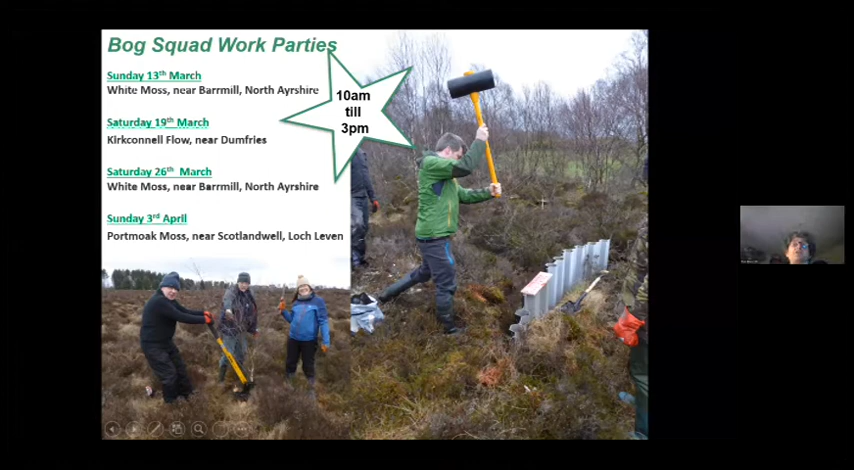 Bog Squad Work Parties
Sunday 13th March
White Moss, near Barrmill, North Ayrshire
Saturday 19th March
Kirkconnell Flow, near Dumfries
Saturday 26th March
White Moss, near Barrmill, North Ayrshire
Sunday 3rd April
Portmoak Moss, near Scotlandwell, Loch Leven
10am
till
3pm